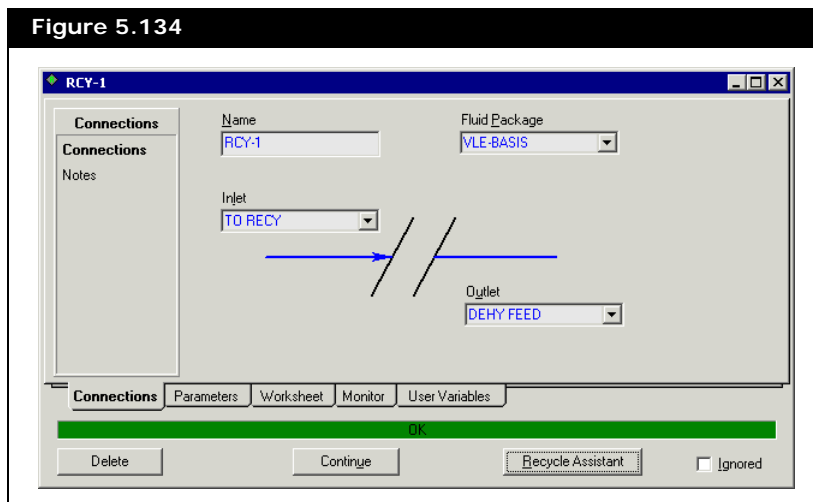 Figure 5.134
RCY-1
Connections
Connections
Notes
Name
RCY-1
Fluid Package
VLE-BASIS
Inlet
TO RECY
Outlet
DEHY FEED
Connections
Parameters
Worksheet
Monitor
User Variables
OK
Delete
Continue
Recycle Assistant
Ignored